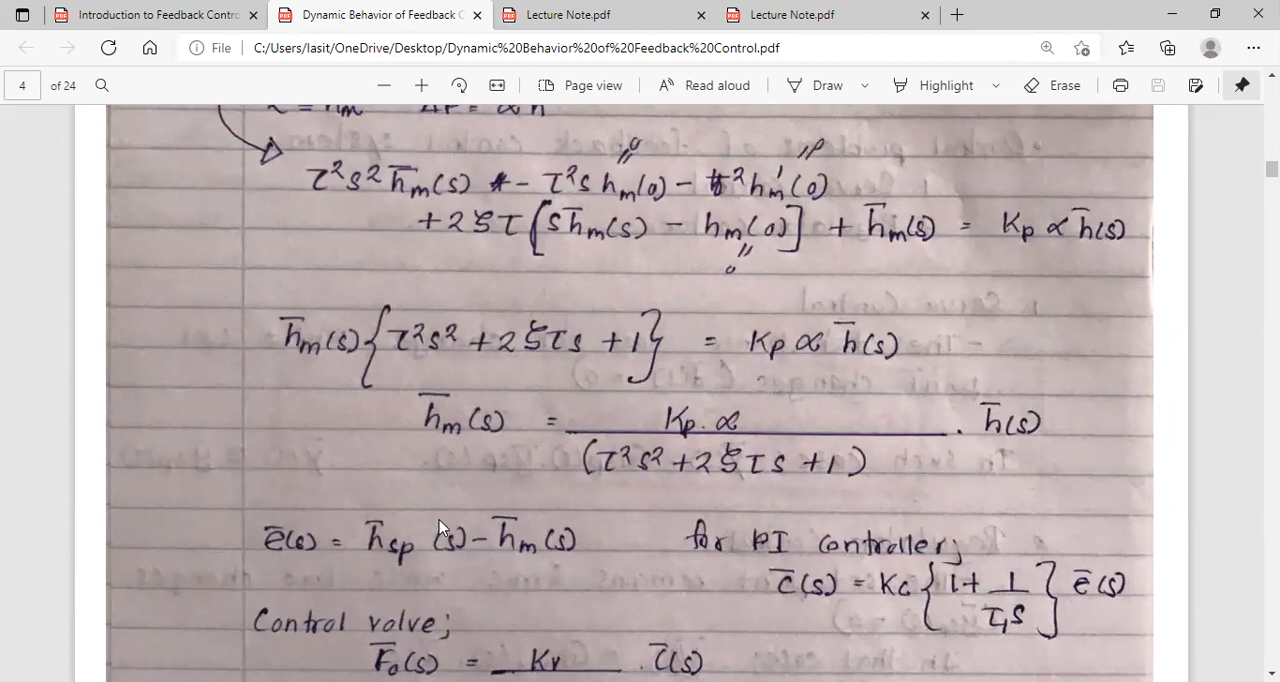 Introduction to Feedback Contro
Dynamic Behavior of Feedback C
Lecture Note.pdf
Lecture Note.pdf
File
C:/Users/lasit/OneDrive/Desktop/Dynamic%20Behavior%20of%20Feedback%20Control.pdf
4 of 24
Page view
Read aloud
Draw
Highlight
Erase
τ²s² h̄m(s) - τ²s hm(0) - τ²hm'(0)
+ 2ξτ[sh̄m(s) - hm(0)] + h̄m(s) = Kp ∝ h̄(s)
h̄m(s){τ²s² + 2ξτs + 1} = Kp ∝ h̄(s)
h̄m(s) = Kp.∝ . h̄(s)
(τ²s² + 2ξτs + 1)
ē(s) = h̄sp(s) - h̄m(s) for PI controller;
c̄(s) = Kc{1 + 1 } ē(s)
τ₁s
Control valve;
F̄o(s) = Kv . c̄(s)